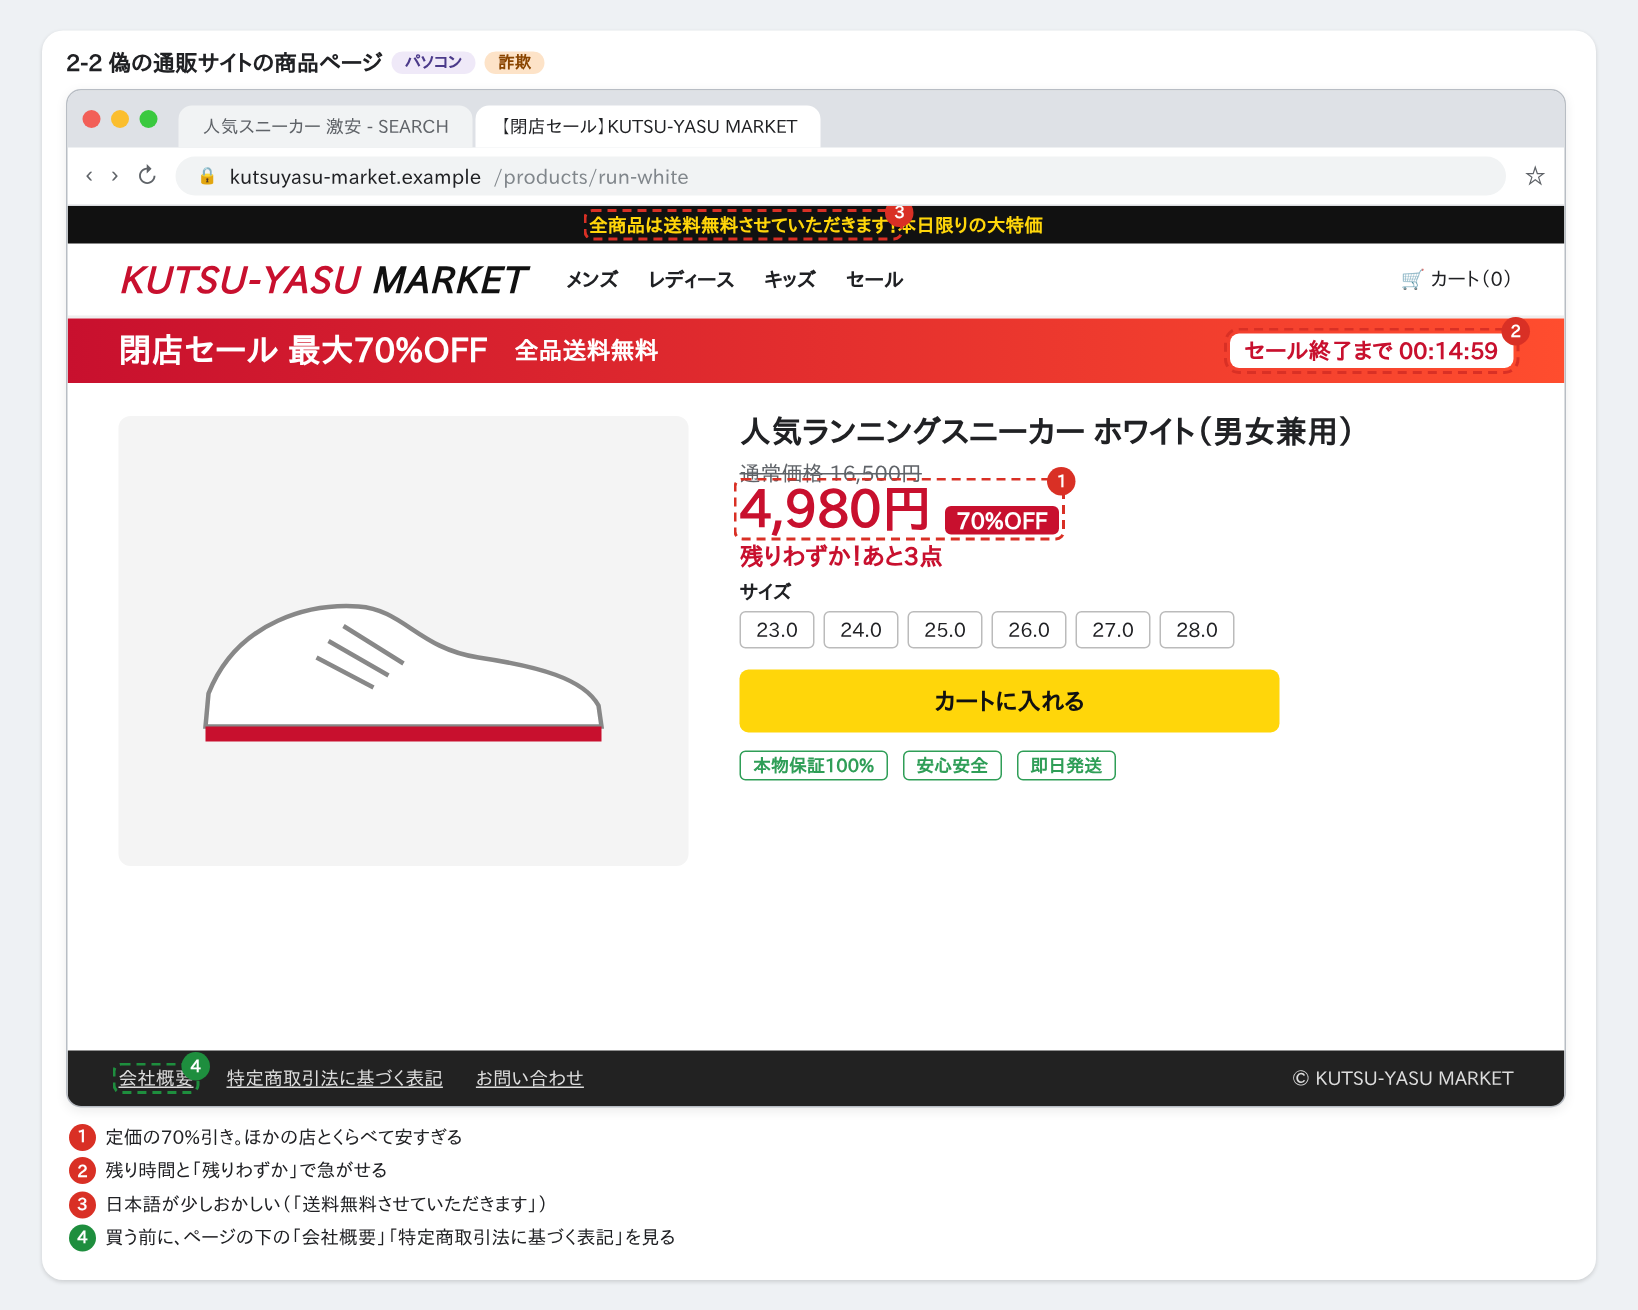 2-2 偽の通販サイトの商品ページ パソコン 詐欺
人気スニーカー 激安 - SEARCH
【閉店セール】KUTSU-YASU MARKET
kutsuyasu-market.example /products/run-white
全商品は送料無料させていただきます!本日限りの大特価
3
KUTSU-YASU MARKET メンズ レディース キッズ セール カート(0)
閉店セール 最大70%OFF 全品送料無料 セール終了まで 00:14:59
2
人気ランニングスニーカー ホワイト(男女兼用)
通常価格 16,500円
4,980円 70%OFF
1
残りわずか!あと3点
サイズ
23.0 24.0 25.0 26.0 27.0 28.0
カートに入れる
本物保証100% 安心安全 即日発送
会社概要 特定商取引法に基づく表記 お問い合わせ © KUTSU-YASU MARKET
4
1 定価の70%引き。ほかの店とくらべて安すぎる
2 残り時間と「残りわずか」で急がせる
3 日本語が少しおかしい(「送料無料させていただきます」)
4 買う前に、ページの下の「会社概要」「特定商取引法に基づく表記」を見る